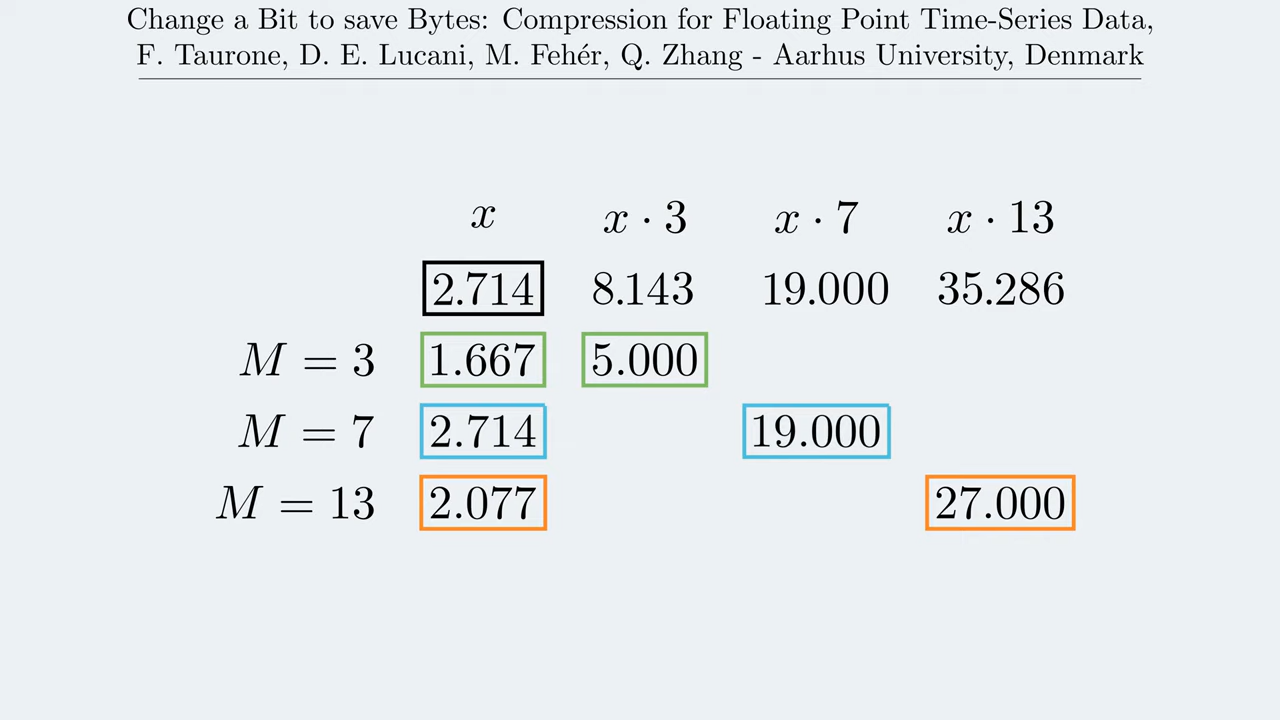 Change a Bit to save Bytes: Compression for Floating Point Time-Series Data,
F. Taurone, D. E. Lucani, M. Fehér, Q. Zhang - Aarhus University, Denmark
x x · 3 x · 7 x · 13
2.714 8.143 19.000 35.286
M = 3 1.667 5.000
M = 7 2.714 19.000
M = 13 2.077 27.000